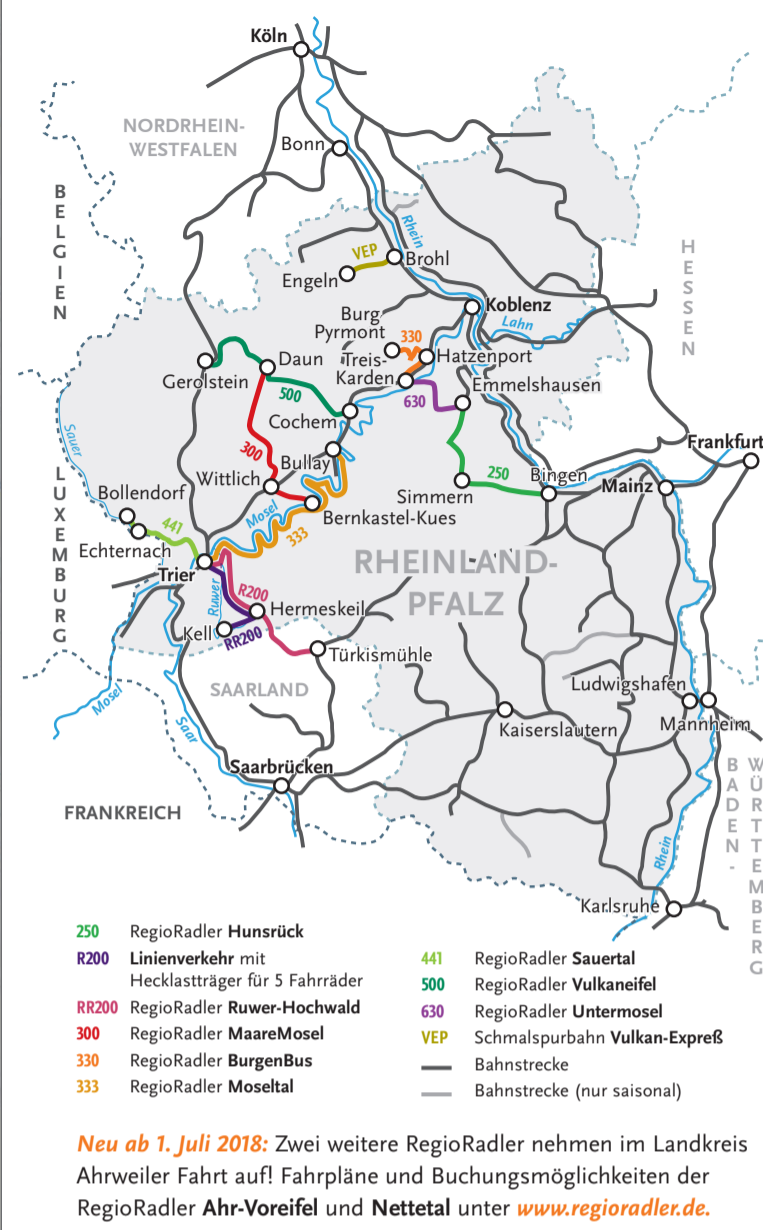 Köln
NORDRHEIN-
WESTFALEN
Bonn
BELGIEN
Rhein
VEP
Brohl
Engeln
HESSEN
Koblenz
Burg
Pyrmont
330
Lahn
Treis-
Karden
Hatzenport
Daun
Gerolstein
500
630
Emmelshausen
Cochem
Sauer
300
Bullay
Frankfurt
Wittlich
250
Bingen
Mainz
Simmern
LUXEMBURG
Bollendorf
Mosel
Bernkastel-Kues
441
333
Echternach
RHEINLAND-
PFALZ
Trier
Ruwer
R200
Hermeskeil
Kell
RR200
Türkismühle
SAARLAND
Ludwigshafen
Mosel
Saar
Kaiserslautern
Mannheim
Saarbrücken
BADEN-
WÜRTTEMBERG
FRANKREICH
Rhein
Karlsruhe
250 RegioRadler Hunsrück
R200 Linienverkehr mit
Hecklastträger für 5 Fahrräder
RR200 RegioRadler Ruwer-Hochwald
300 RegioRadler MaareMosel
330 RegioRadler BurgenBus
333 RegioRadler Moseltal
441 RegioRadler Sauertal
500 RegioRadler Vulkaneifel
630 RegioRadler Untermosel
VEP Schmalspurbahn Vulkan-Expreß
Bahnstrecke
Bahnstrecke (nur saisonal)
Neu ab 1. Juli 2018: Zwei weitere RegioRadler nehmen im Landkreis
Ahrweiler Fahrt auf! Fahrpläne und Buchungsmöglichkeiten der
RegioRadler Ahr-Voreifel und Nettetal unter www.regioradler.de.